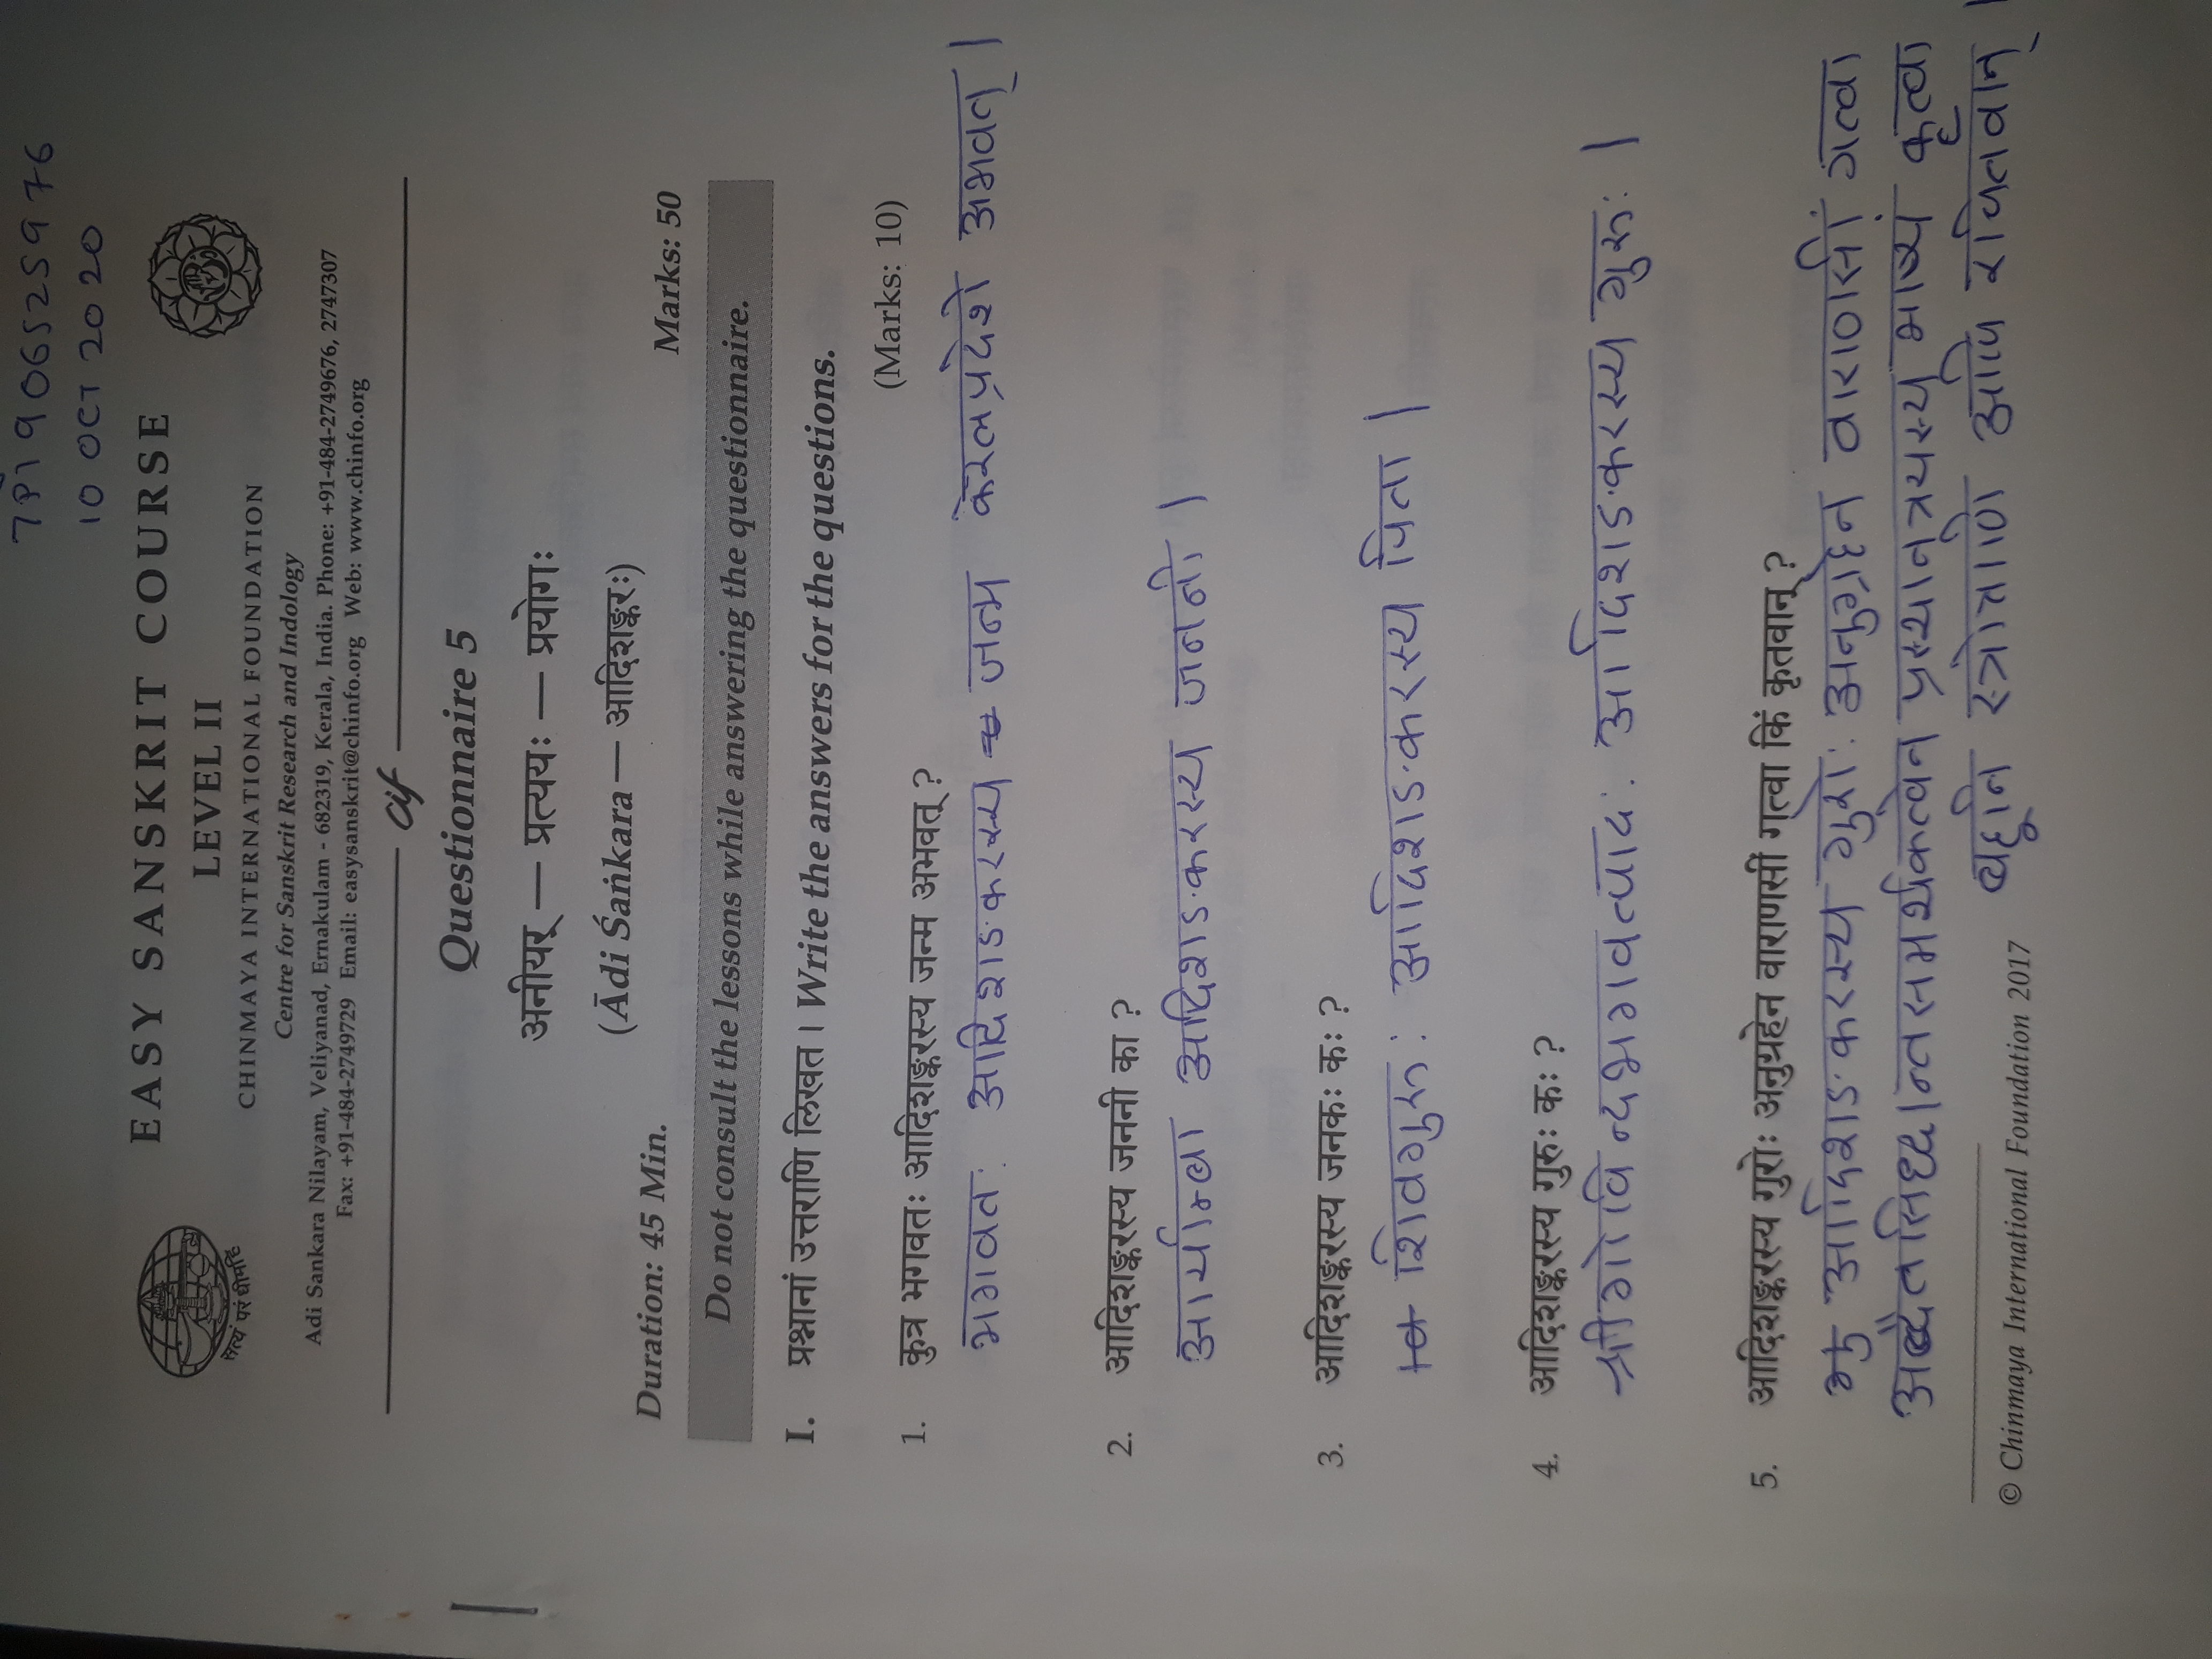 7P1906525976
10 OCT 2020
EASY SANSKRIT COURSE
LEVEL II
CHINMAYA INTERNATIONAL FOUNDATION
Centre for Sanskrit Research and Indology
Adi Sankara Nilayam, Veliyanad, Ernakulam - 682319, Kerala, India. Phone: +91-484-2749676, 2747307
Fax: +91-484-2749729 Email: easysanskrit@chinfo.org Web: www.chinfo.org
सत्यं परं धीमहि
cif
Questionnaire 5
अनीयर् — प्रत्ययः — प्रयोगः
(Ādi Śaṅkara — आदिशङ्करः)
Duration: 45 Min. Marks: 50
Do not consult the lessons while answering the questionnaire.
I. प्रश्नानां उत्तराणि लिखत । Write the answers for the questions.
(Marks: 10)
1. कुत्र भगवतः आदिशङ्करस्य जन्म अभवत् ?
भगवतः आदिशङ्करस्य जन्म केरलप्रदेशे अभवत् ।
2. आदिशङ्करस्य जननी का ?
आर्याम्बा आदिशङ्करस्य जननी ।
3. आदिशङ्करस्य जनकः कः ?
शिवगुरुः आदिशङ्करस्य पिता ।
4. आदिशङ्करस्य गुरुः कः ?
श्रीगोविन्दभगवत्पादः आदिशङ्करस्य गुरुः ।
5. आदिशङ्करस्य गुरोः अनुग्रहेन वाराणसीं गत्वा किं कृतवान् ?
आदिशङ्करस्य गुरोः अनुग्रहेन वाराणसीं गत्वा
अद्वैतसिद्धान्तसमर्थकत्वेन प्रस्थानत्रयस्य भाष्यं कृत्वा
बहूनि स्त्रोत्राणि अपि रचितवान् ।
© Chinmaya International Foundation 2017